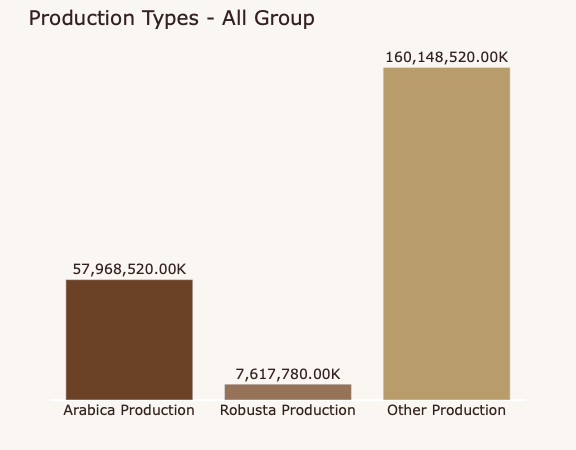 Production Types - All Group
160,148,520.00K
57,968,520.00K
7,617,780.00K
Arabica Production
Robusta Production
Other Production